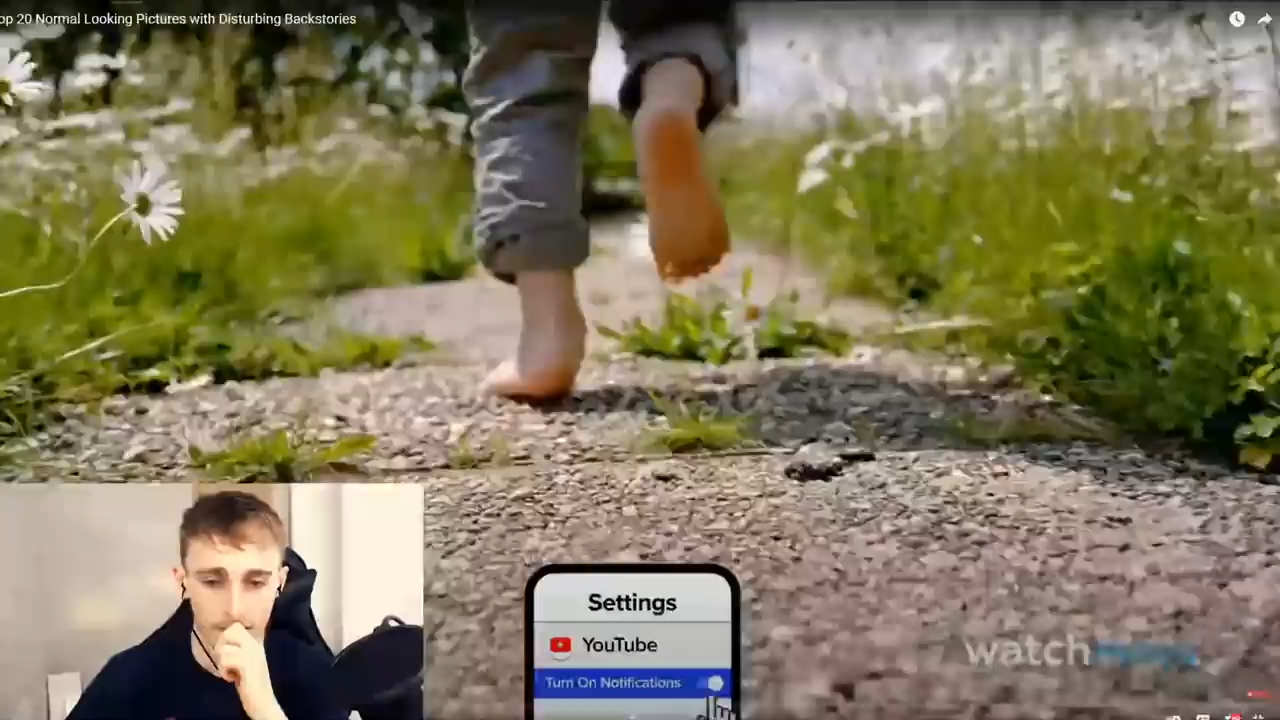 op 20 Normal Looking Pictures with Disturbing Backstories
Settings
YouTube
Turn On Notifications
watch